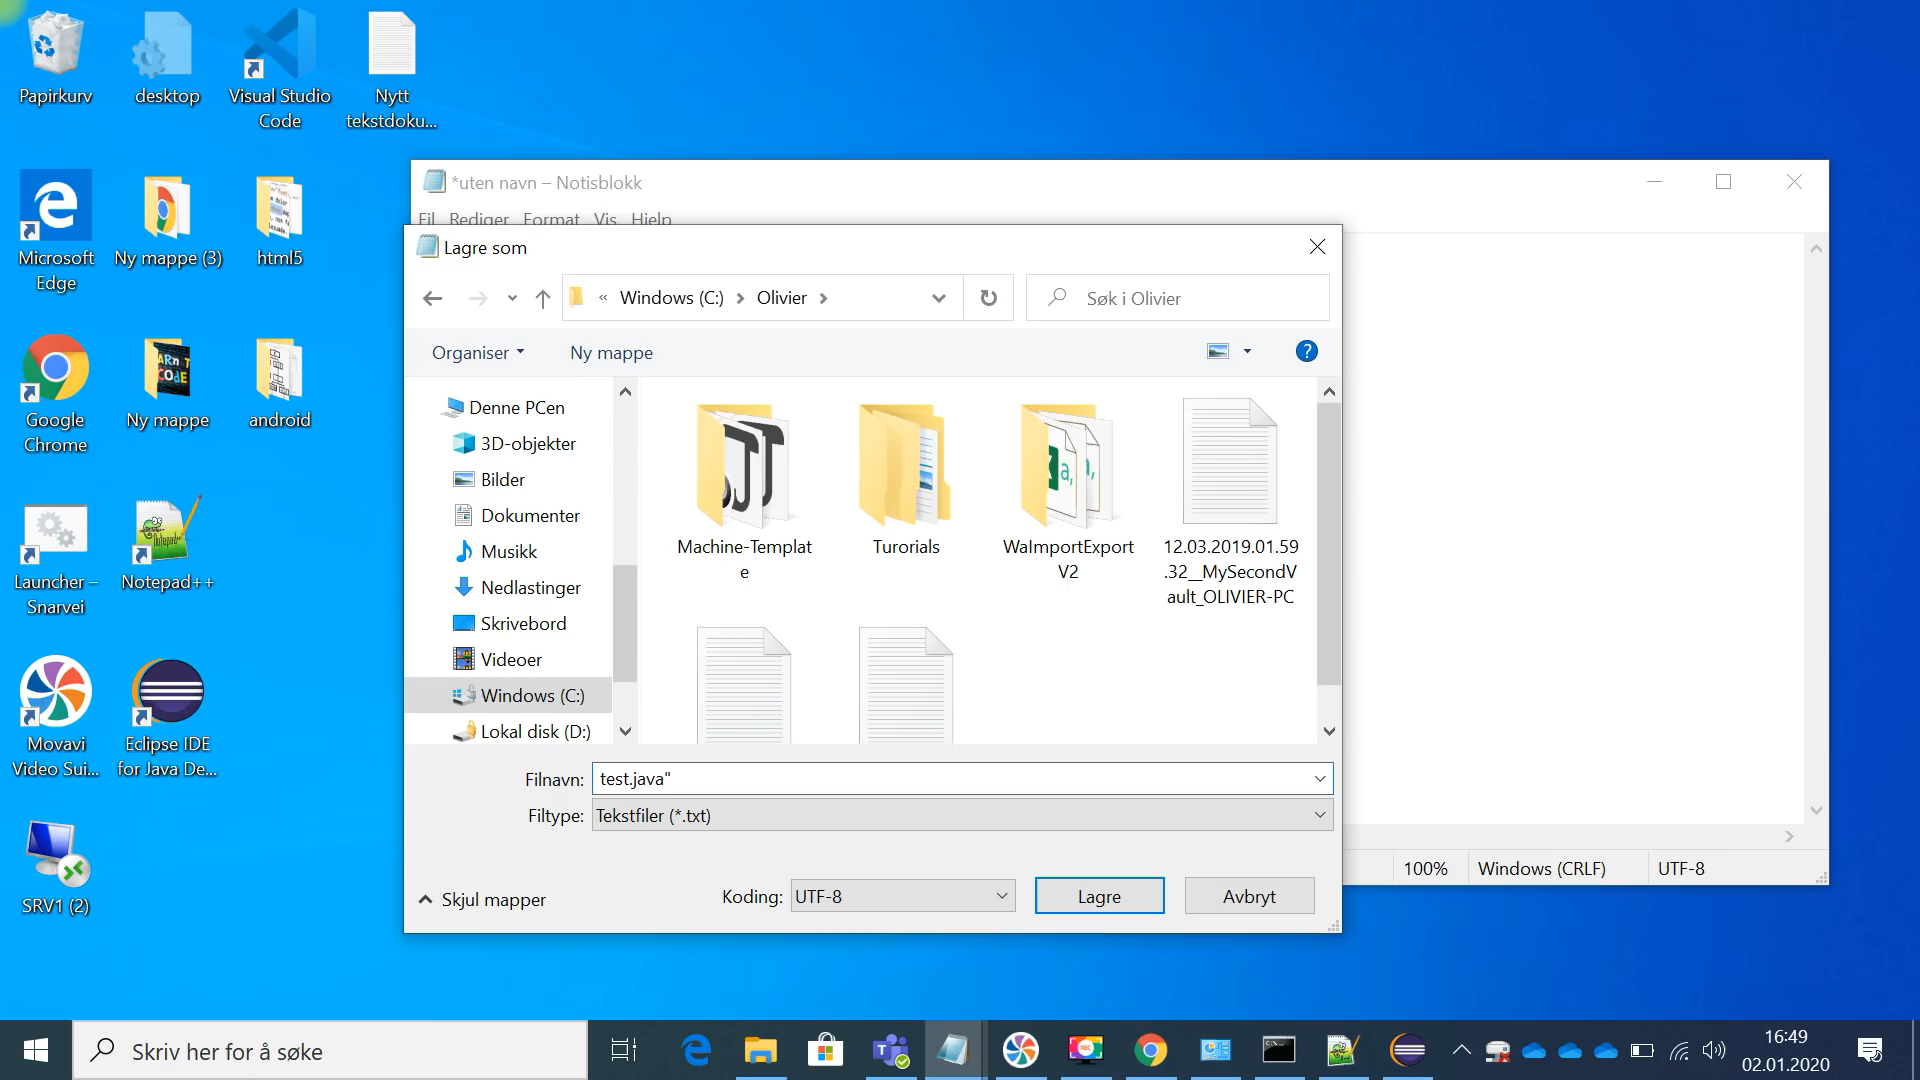 Papirkurv
desktop
Visual Studio
Code
Nytt
tekstdoku...
Microsoft
Edge
Ny mappe (3)
html5
Google
Chrome
Ny mappe
android
Launcher –
Snarvei
Notepad++
Movavi
Video Sui...
Eclipse IDE
for Java De...
SRV1 (2)
*uten navn – Notisblokk
Fil Rediger Format Vis Hjelp
Lagre som
« Windows (C:) > Olivier >
Søk i Olivier
Organiser
Ny mappe
Denne PCen
3D-objekter
Bilder
Dokumenter
Musikk
Nedlastinger
Skrivebord
Videoer
Windows (C:)
Lokal disk (D:)
Machine-Templat
e
Turorials
WaImportExport
V2
12.03.2019.01.59
.32__MySecondV
ault_OLIVIER-PC
Filnavn: test.java"
Filtype: Tekstfiler (*.txt)
Skjul mapper
Koding: UTF-8
Lagre
Avbryt
100%
Windows (CRLF)
UTF-8
Skriv her for å søke
16:49
02.01.2020